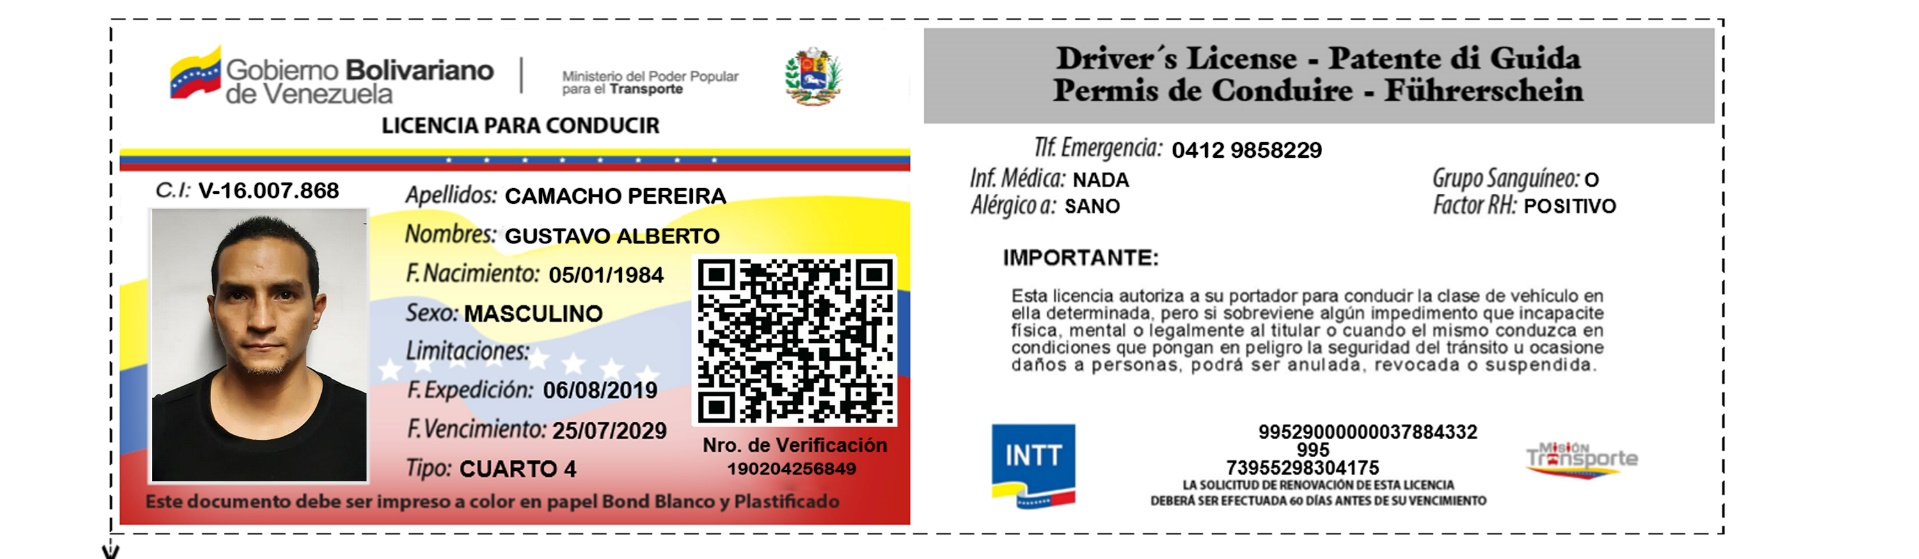 Gobierno Bolivariano
de Venezuela
Ministerio del Poder Popular
para el Transporte
LICENCIA PARA CONDUCIR
C.I: V-16.007.868
Apellidos: CAMACHO PEREIRA
Nombres: GUSTAVO ALBERTO
F. Nacimiento: 05/01/1984
Sexo: MASCULINO
Limitaciones:
F. Expedición: 06/08/2019
F. Vencimiento: 25/07/2029
Tipo: CUARTO 4
Nro. de Verificación
190204256849
Este documento debe ser impreso a color en papel Bond Blanco y Plastificado
Driver´s License - Patente di Guida
Permis de Conduire - Führerschein
Tlf. Emergencia: 0412 9858229
Inf. Médica: NADA
Grupo Sanguíneo: O
Alérgico a: SANO
Factor RH: POSITIVO
IMPORTANTE:
Esta licencia autoriza a su portador para conducir la clase de vehículo en
ella determinada, pero si sobreviene algún impedimento que incapacite
física, mental o legalmente al titular o cuando el mismo conduzca en
condiciones que pongan en peligro la seguridad del tránsito u ocasione
daños a personas, podrá ser anulada, revocada o suspendida.
INTT
99529000000037884332
995
73955298304175
LA SOLICITUD DE RENOVACIÓN DE ESTA LICENCIA
DEBERÁ SER EFECTUADA 60 DÍAS ANTES DE SU VENCIMIENTO
Misión
Transporte